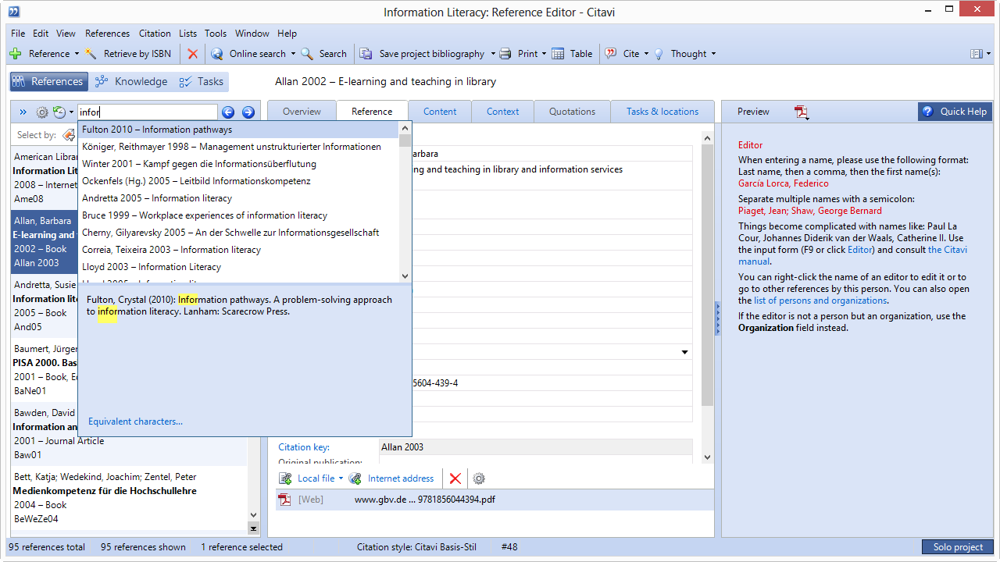 Information Literacy: Reference Editor - Citavi
File Edit View References Citation Lists Tools Window Help
Reference Retrieve by ISBN Online search Search Save project bibliography Print Table Cite Thought
References Knowledge Tasks
Allan 2002 – E-learning and teaching in library
infor
Overview Reference Content Context Quotations Tasks & locations
Preview
Quick Help
Select by:
American Libra
Information Lit
2008 – Internet
Ame08
Allan, Barbara
E-learning and
2002 – Book
Allan 2003
Andretta, Susie
Information lite
2005 – Book
And05
Baumert, Jürger
PISA 2000. Basi
2001 – Book, Ed
BaNe01
Bawden, David
Information an
2001 – Journal Article
Baw01
Bett, Katja; Wedekind, Joachim; Zentel, Peter
Medienkompetenz für die Hochschullehre
2004 – Book
BeWeZe04
Fulton 2010 – Information pathways
Königer, Reithmayer 1998 – Management unstrukturierter Informationen
Winter 2001 – Kampf gegen die Informationsüberflutung
Ockenfels (Hg.) 2005 – Leitbild Informationskompetenz
Andretta 2005 – Information literacy
Bruce 1999 – Workplace experiences of information literacy
Cherny, Gilyarevsky 2005 – An der Schwelle zur Informationsgesellschaft
Correia, Teixeira 2003 – Information literacy
Lloyd 2003 – Information Literacy
Fulton, Crystal (2010): Information pathways. A problem-solving approach
to information literacy. Lanham: Scarecrow Press.
Equivalent characters...
arbara
ng and teaching in library and information services
5604-439-4
Citation key: Allan 2003
Original publication:
Local file Internet address
[Web] www.gbv.de ... 9781856044394.pdf
Editor
When entering a name, please use the following format:
Last name, then a comma, then the first name(s):
García Lorca, Federico
Separate multiple names with a semicolon:
Piaget, Jean; Shaw, George Bernard
Things become complicated with names like: Paul La
Cour, Johannes Diderik van der Waals, Catherine II. Use
the input form (F9 or click Editor) and consult the Citavi
manual.
You can right-click the name of an editor to edit it or to
go to other references by this person. You can also open
the list of persons and organizations.
If the editor is not a person but an organization, use the
Organization field instead.
95 references total 95 references shown 1 reference selected Citation style: Citavi Basis-Stil #48
Solo project